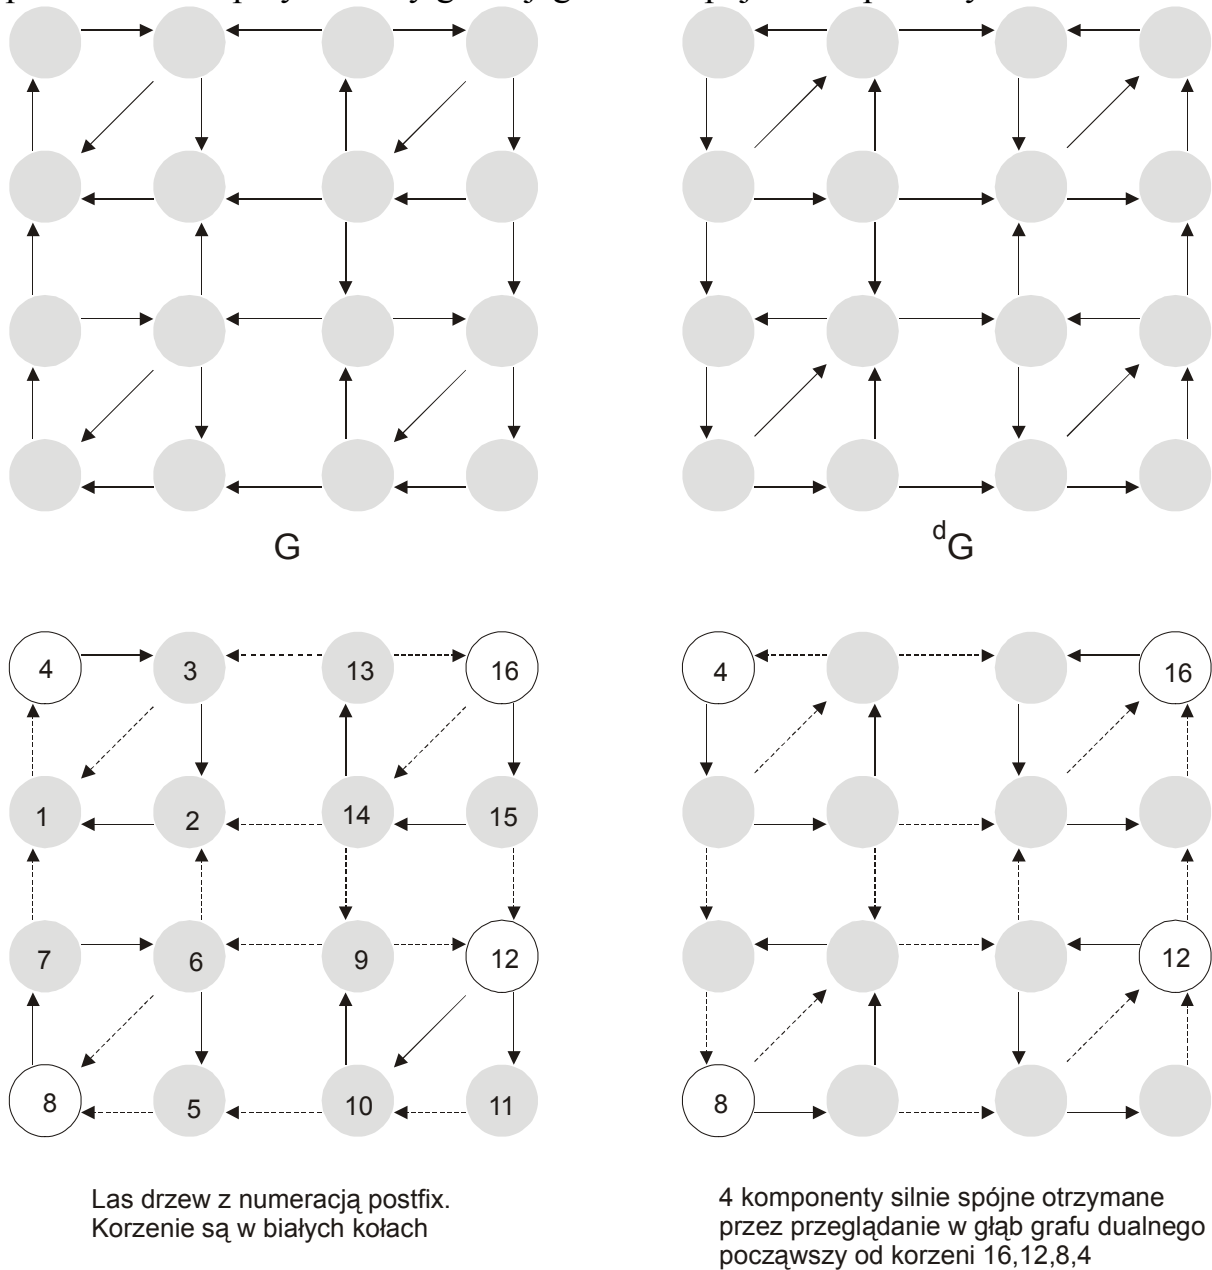 G
dG
4 3 13 16
1 2 14 15
7 6 9 12
8 5 10 11
4 16
12
8
Las drzew z numeracją postfix.
Korzenie są w białych kołach
4 komponenty silnie spójne otrzymane
przez przeglądanie w głąb grafu dualnego
począwszy od korzeni 16,12,8,4